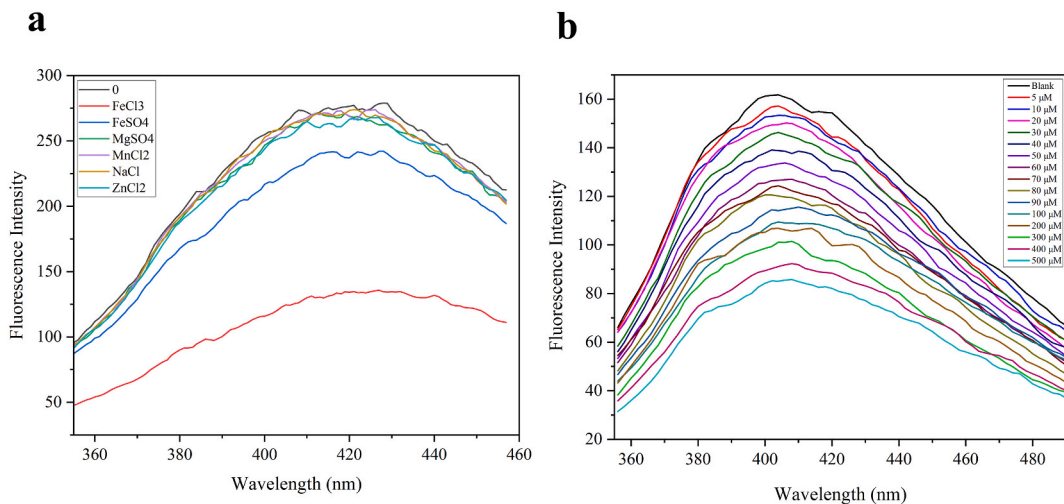 a
300
250
200
150
100
50
Fluorescence Intensity
0
FeCl3
FeSO4
MgSO4
MnCl2
NaCl
ZnCl2
360 380 400 420 440 460
Wavelength (nm)
b
160
140
120
100
80
60
40
20
Fluorescence Intensity
Blank
5 μM
10 μM
20 μM
30 μM
40 μM
50 μM
60 μM
70 μM
80 μM
90 μM
100 μM
200 μM
300 μM
400 μM
500 μM
360 380 400 420 440 460 480
Wavelength (nm)